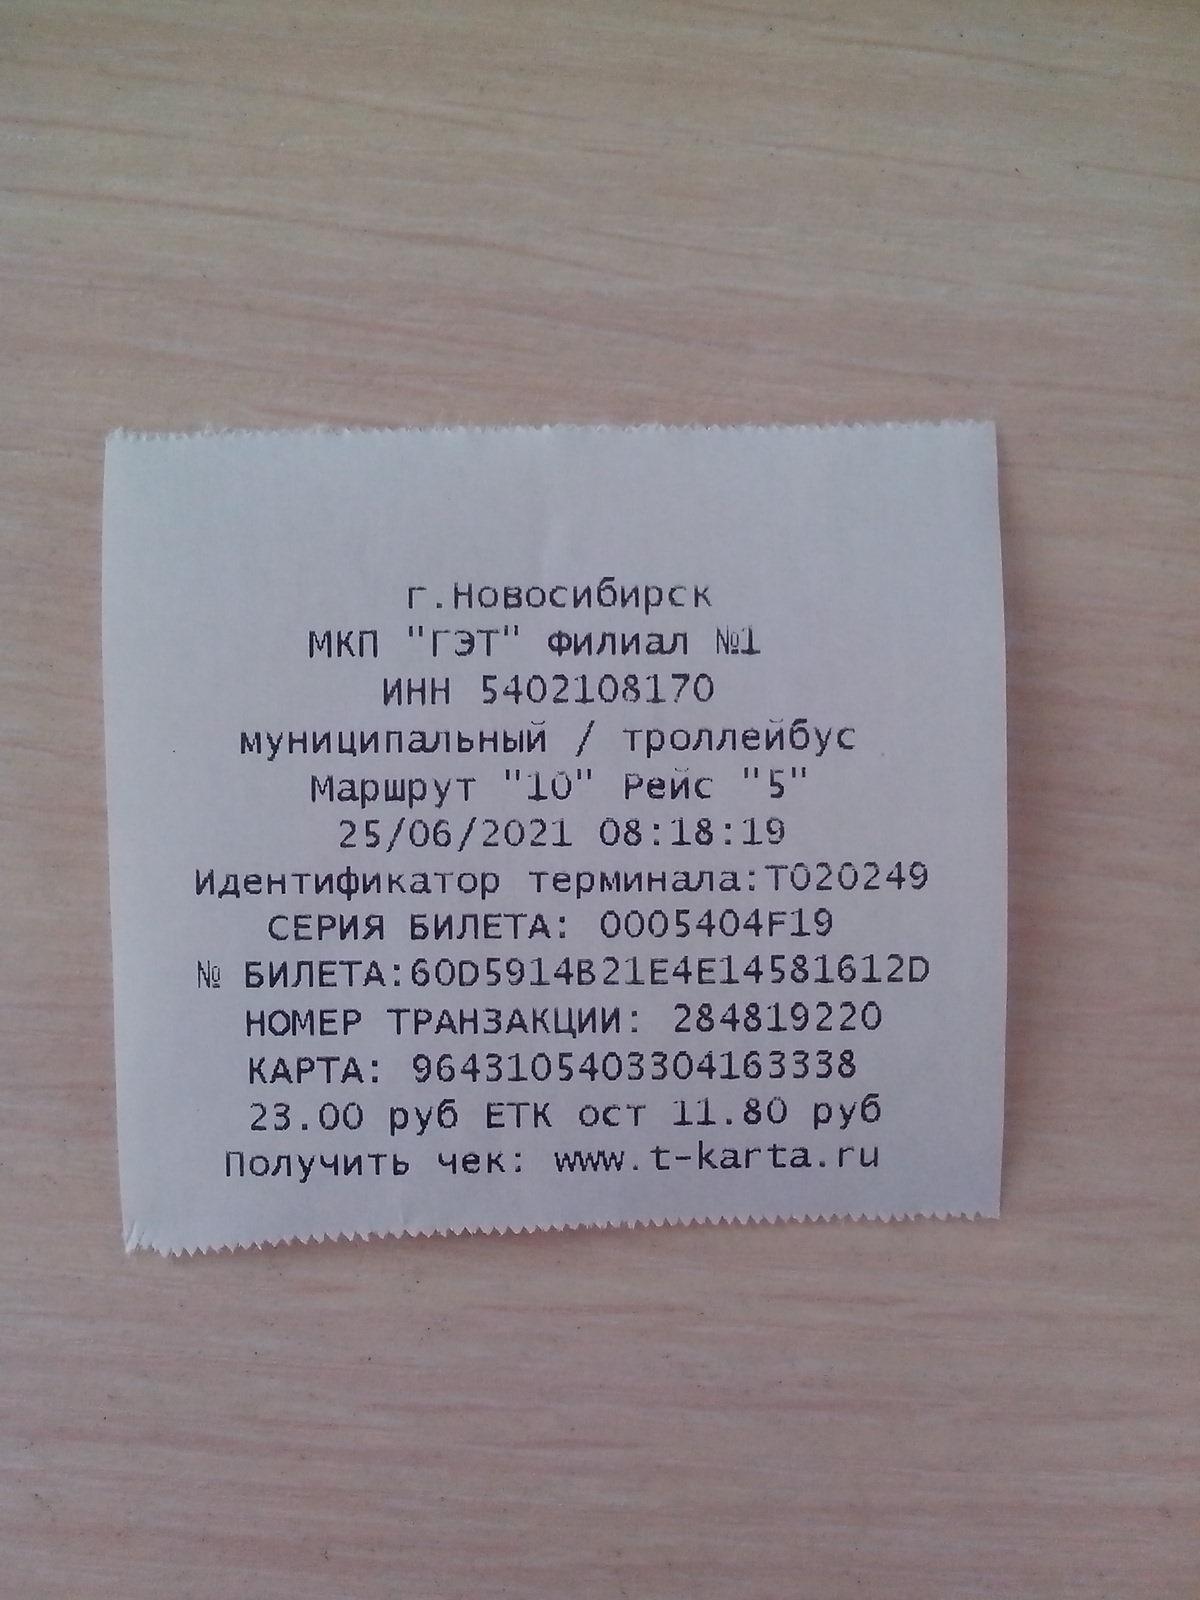 г.Новосибирск
МКП "ГЭТ" Филиал №1
ИНН 5402108170
муниципальный / троллейбус
Маршрут "10" Рейс "5"
25/06/2021 08:18:19
Идентификатор терминала:T020249
СЕРИЯ БИЛЕТА: 0005404F19
№ БИЛЕТА:60D5914B21E4E14581612D
НОМЕР ТРАНЗАКЦИИ: 284819220
КАРТА: 9643105403304163338
23.00 руб ЕТК ост 11.80 руб
Получить чек: www.t-karta.ru